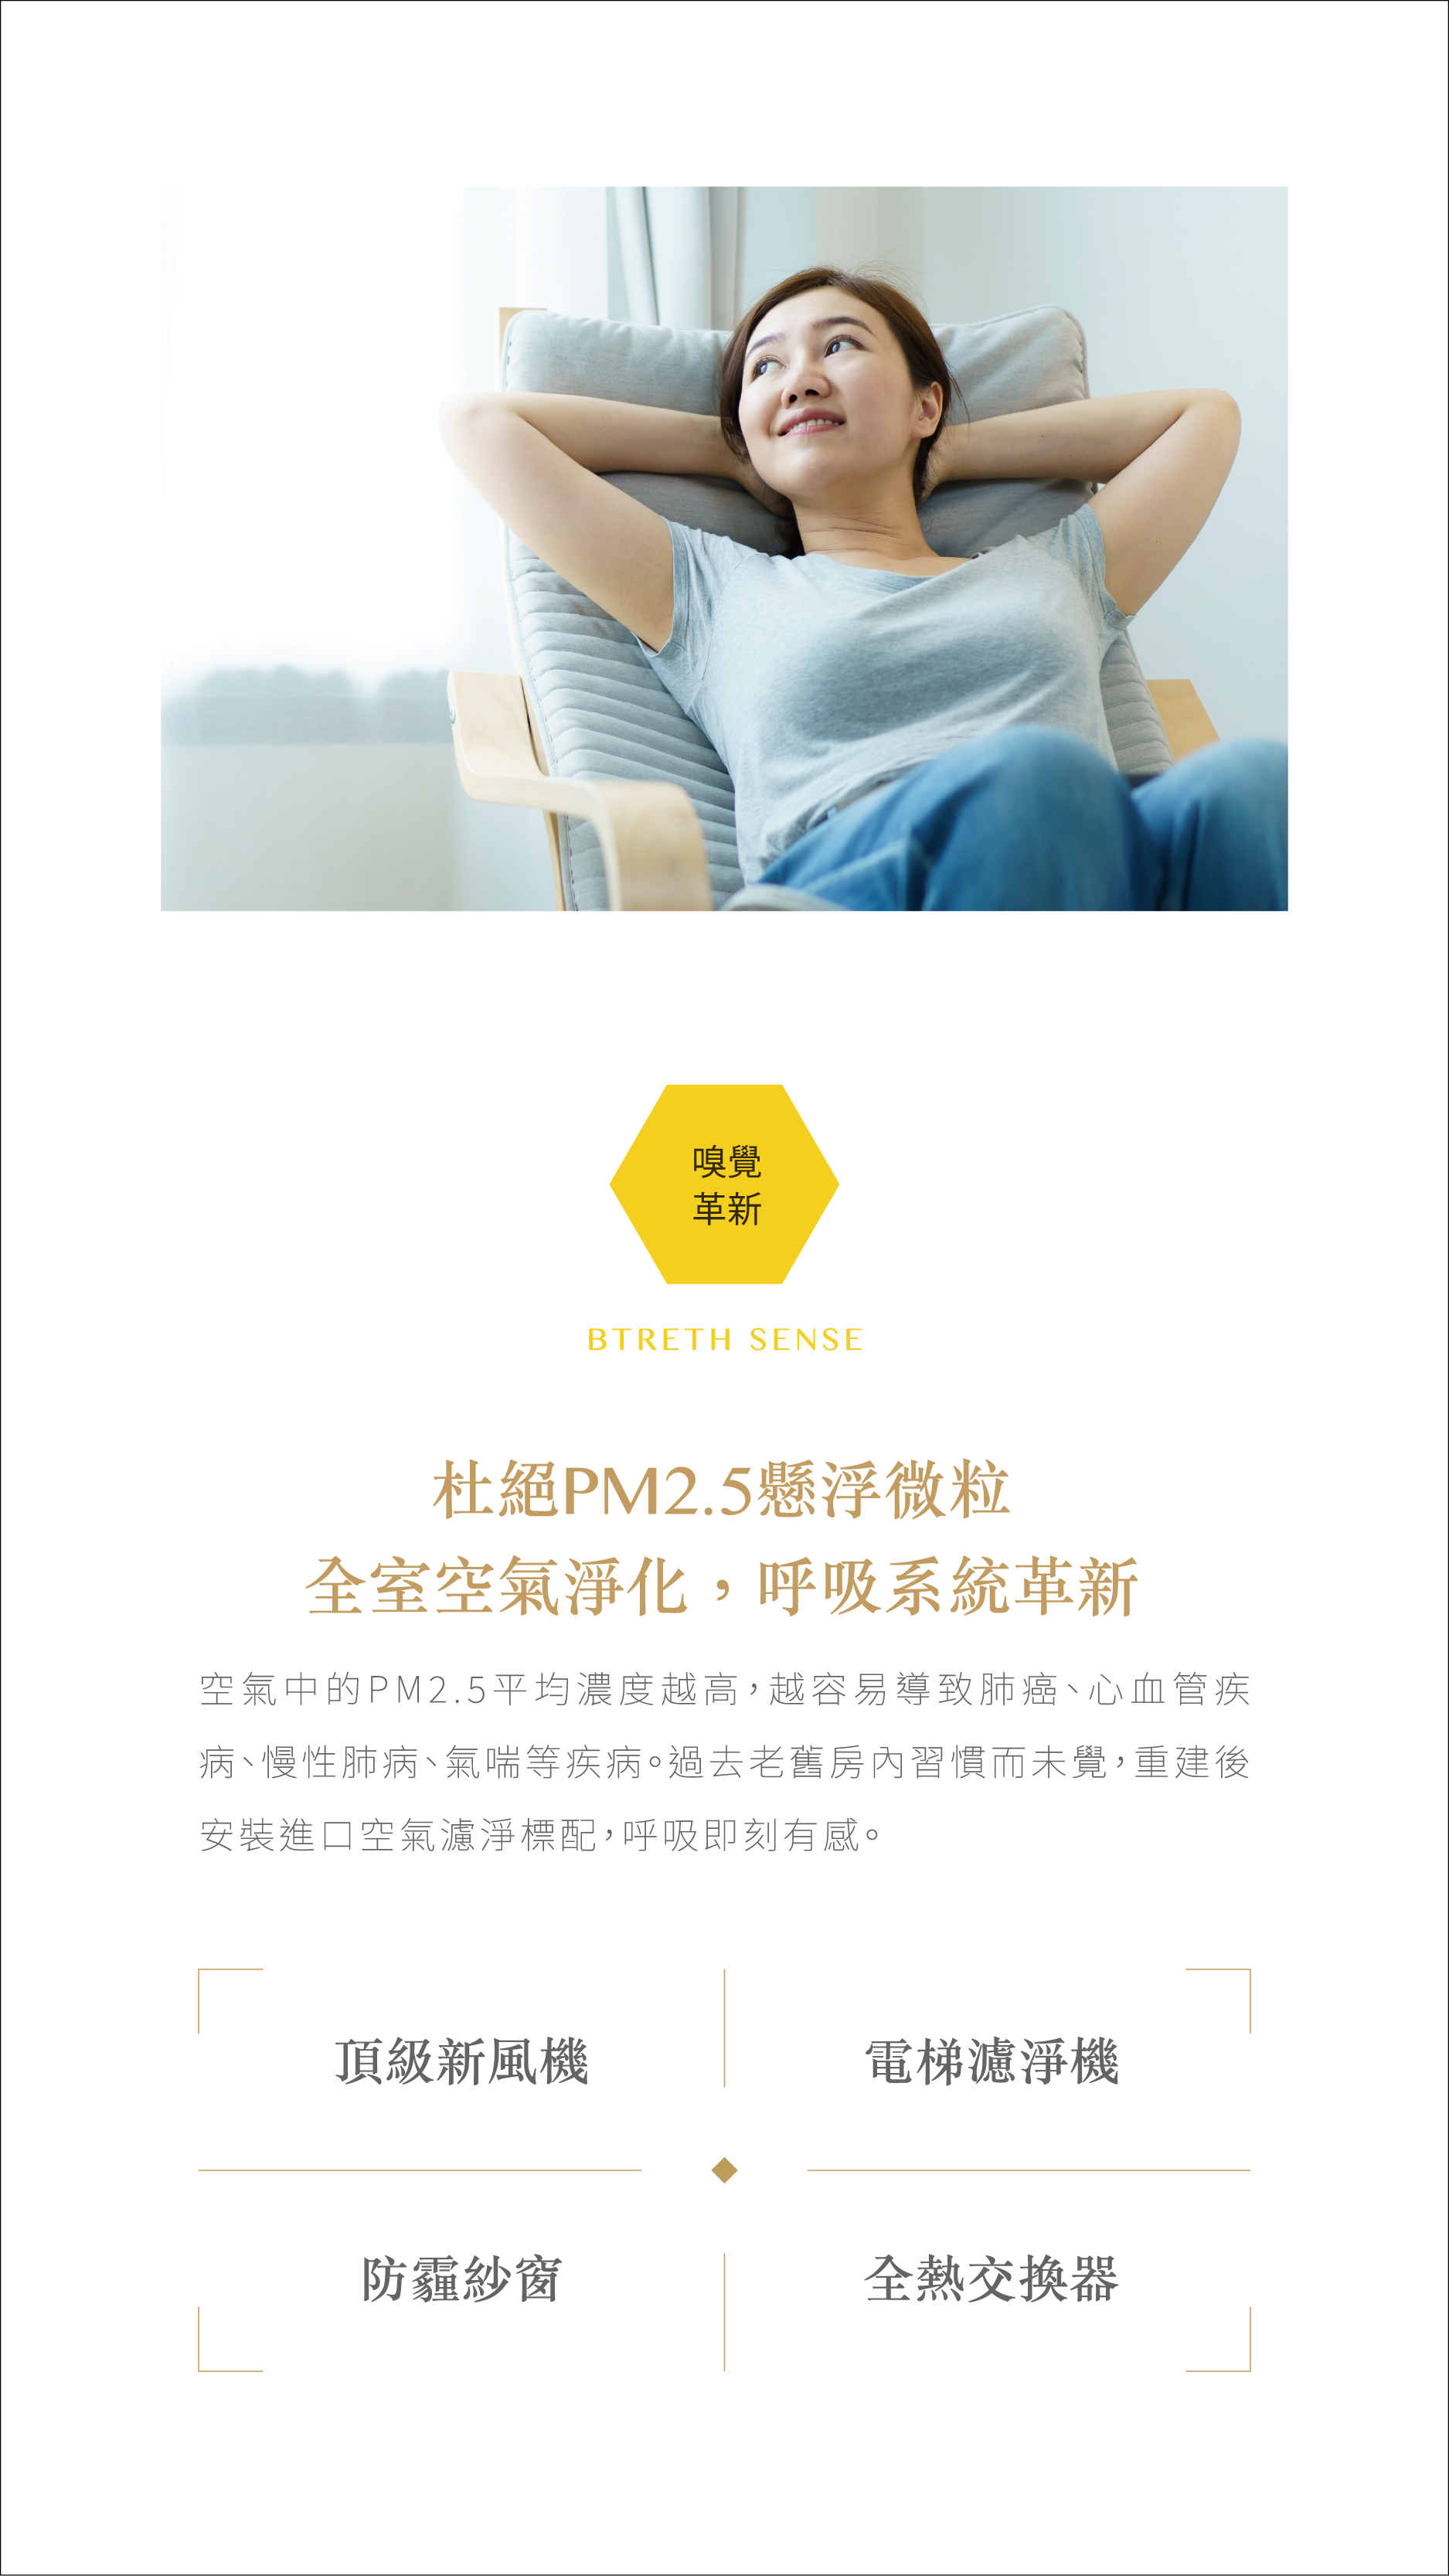 嗅覺
革新
BTRETH SENSE
杜絕PM2.5懸浮微粒
全室空氣淨化，呼吸系統革新
空氣中的PM2.5平均濃度越高，越容易導致肺癌、心血管疾
病、慢性肺病、氣喘等疾病。過去老舊房內習慣而未覺，重建後
安裝進口空氣濾淨標配，呼吸即刻有感。
頂級新風機
電梯濾淨機
防霾紗窗
全熱交換器